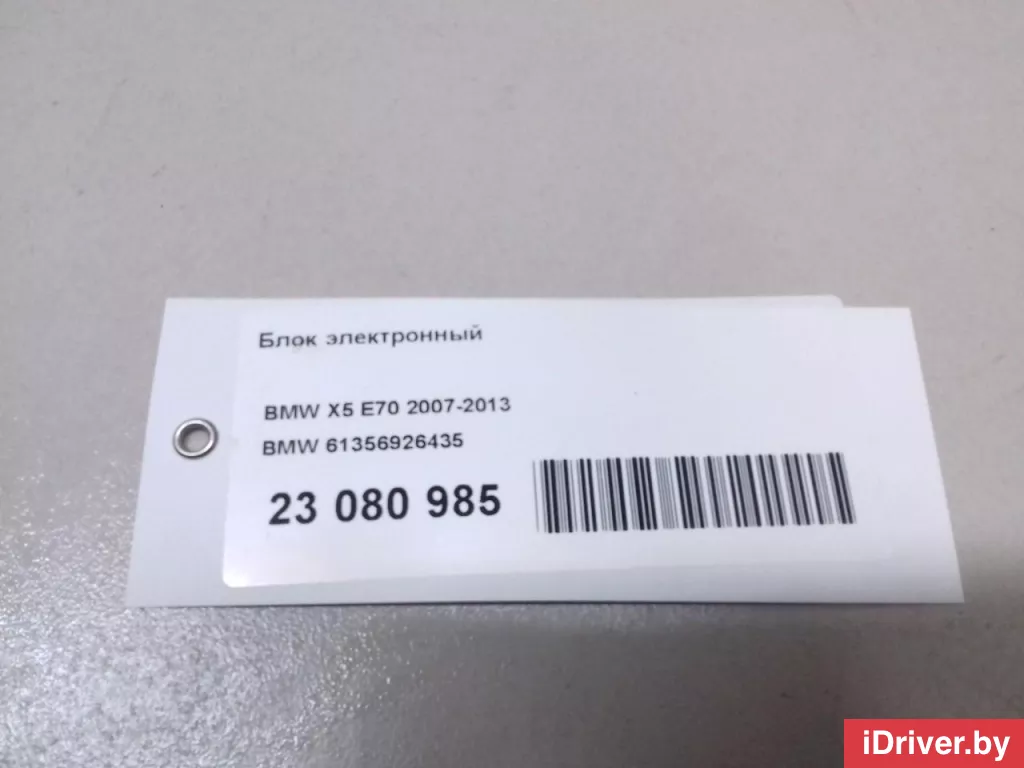 Блок электронный
BMW X5 E70 2007-2013
BMW 61356926435
23 080 985
iDriver.by